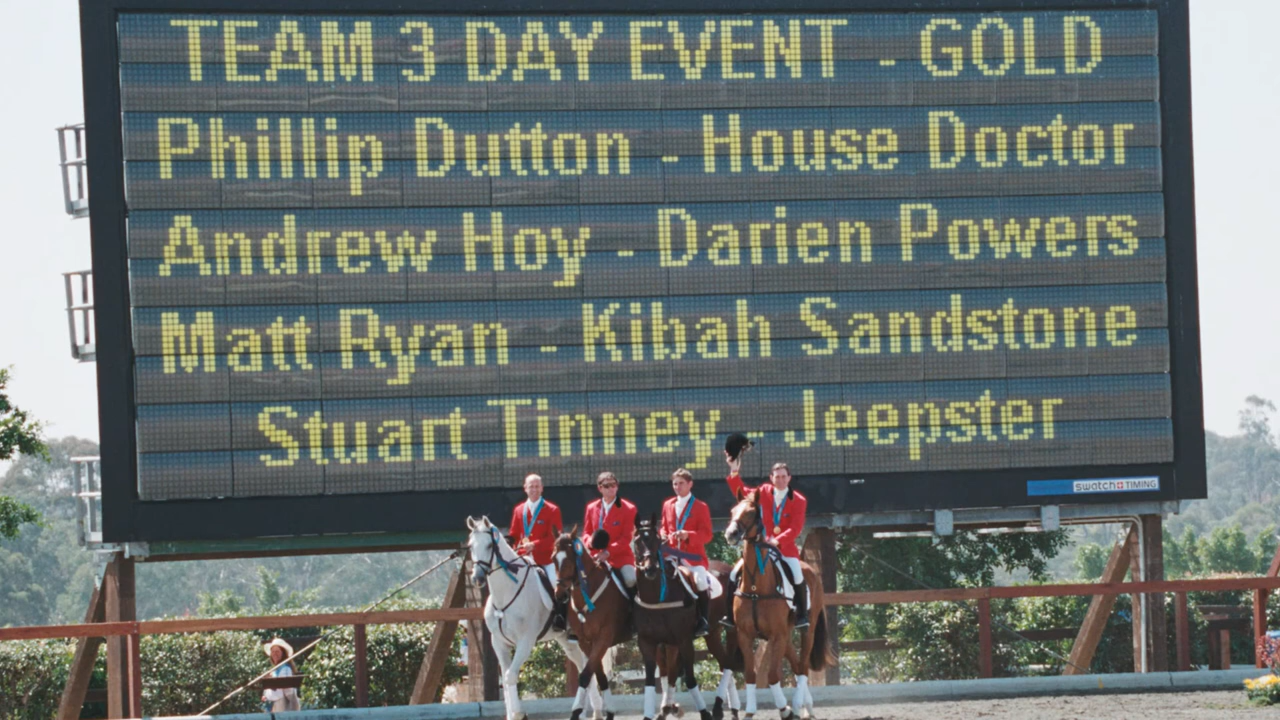 TEAM 3 DAY EVENT - GOLD
Phillip Dutton - House Doctor
Andrew Hoy - Darien Powers
Matt Ryan - Kibah Sandstone
Stuart Tinney - Jeepster
swatch TIMING